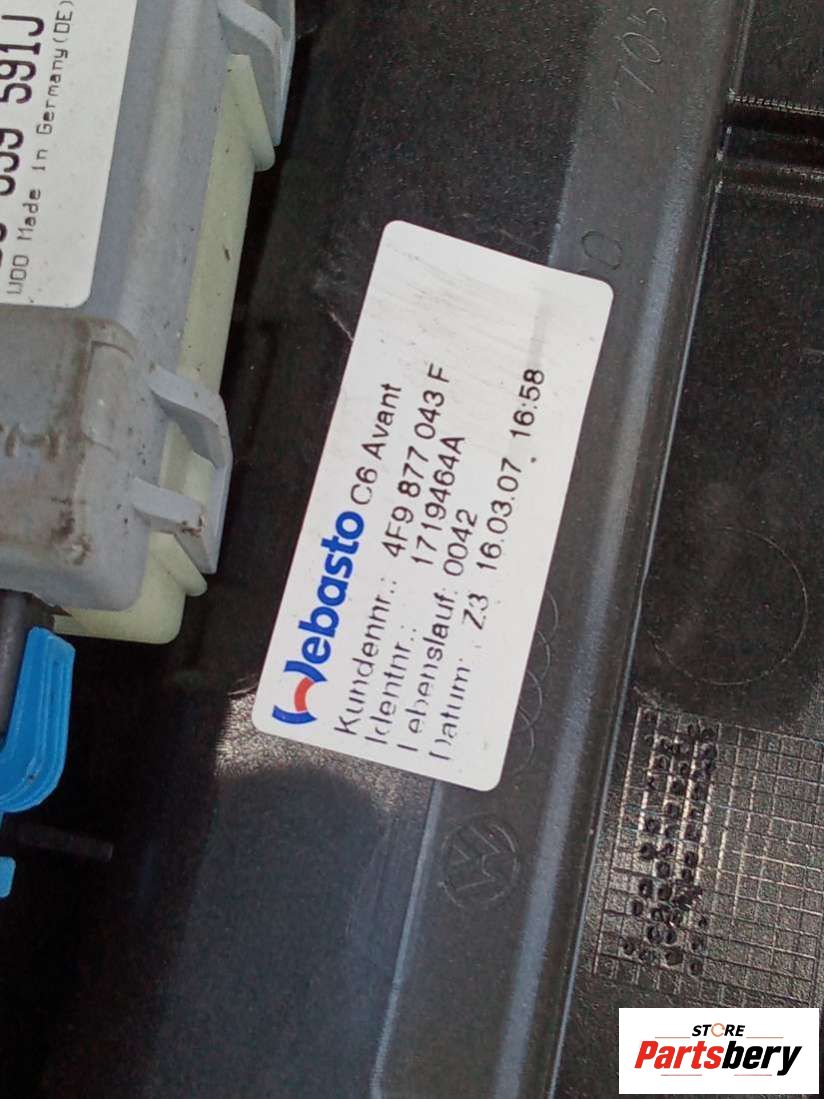 591J
W00 Made in Germany(DE)
Webasto C6 Avant
Kundennr.: 4F9 877 043 F
Identnr.: 1719464A
Lebenslauf: 0042
Datum: Z3 16.03.07 16:58
STORE
Partsbery